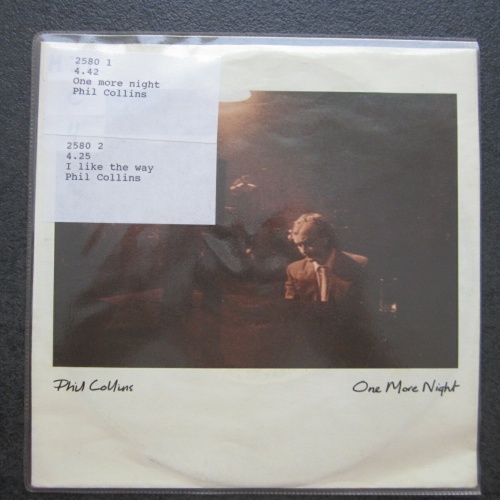 2580 1
4.42
One more night
Phil Collins
2580 2
4.25
I like the way
Phil Collins
Phil Collins
One More Night